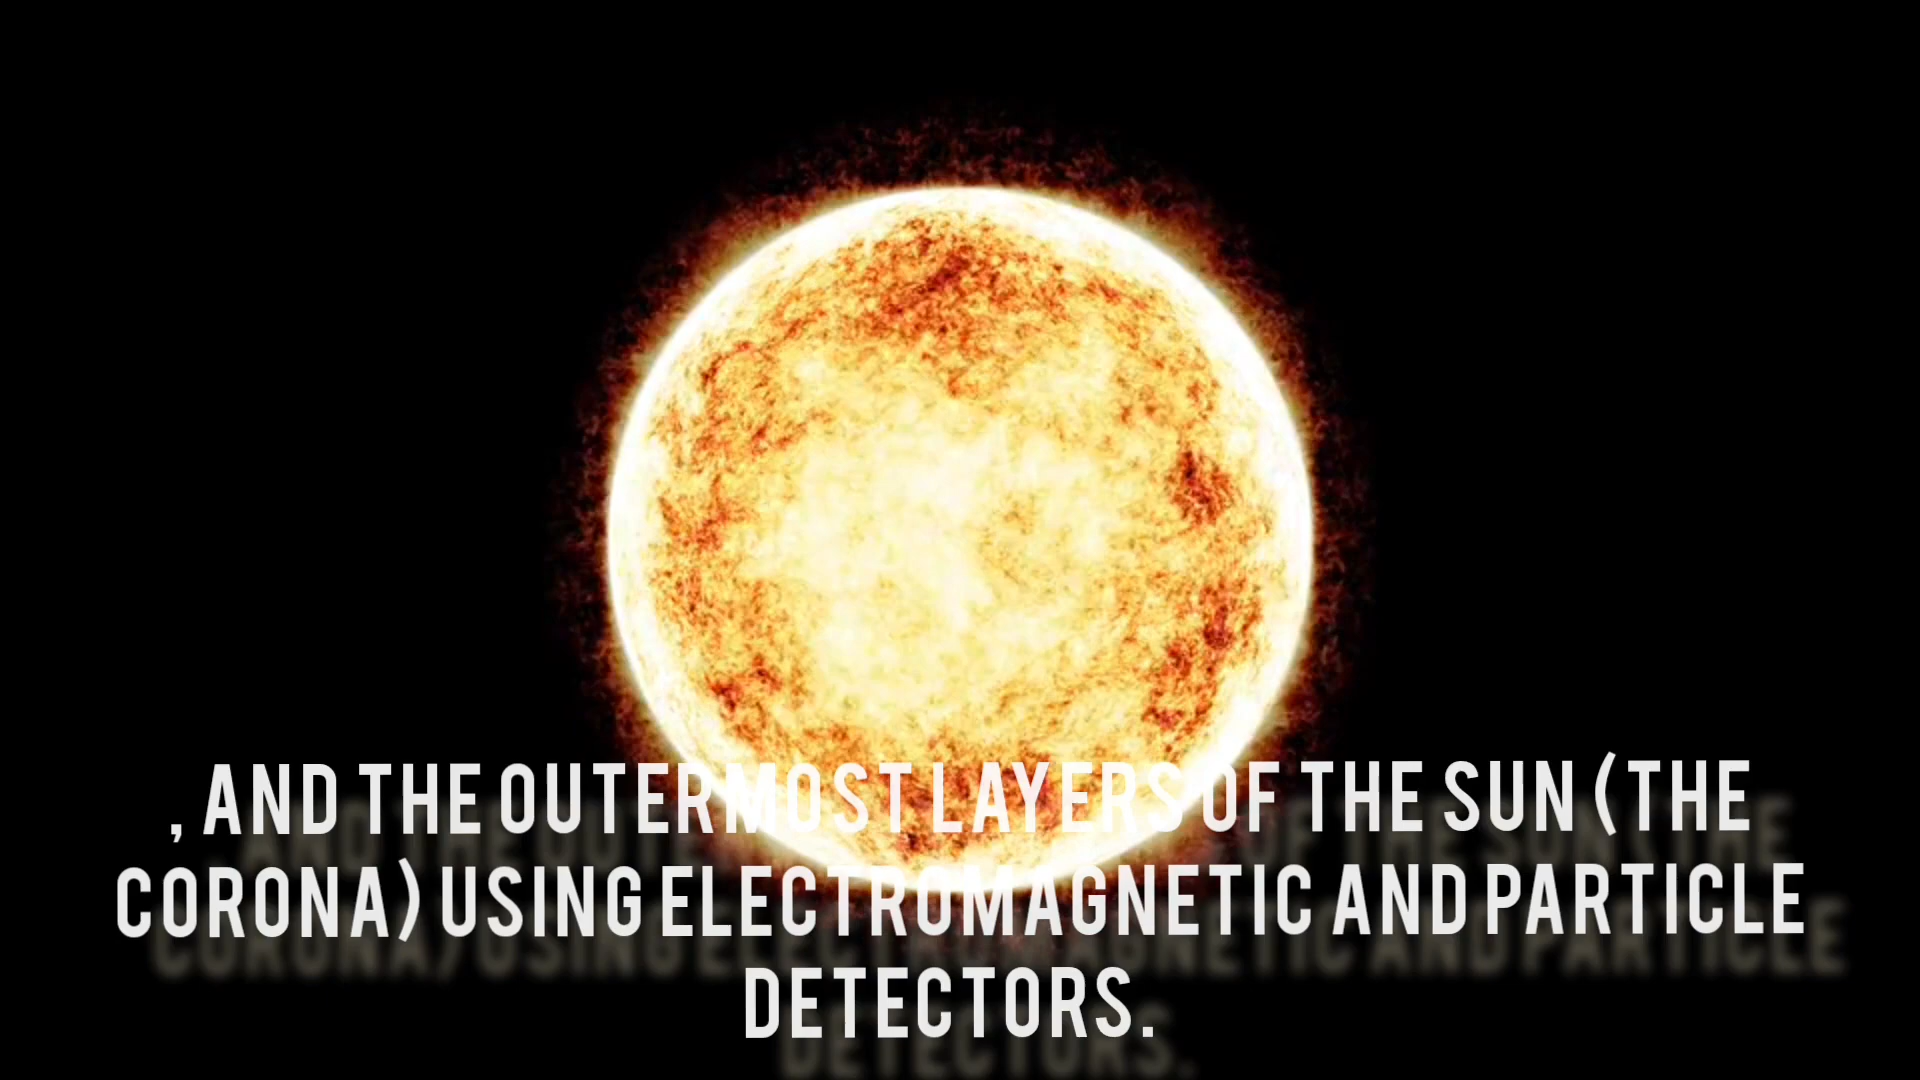 , AND THE OUTERMOST LAYERS OF THE SUN (THE
CORONA) USING ELECTROMAGNETIC AND PARTICLE
DETECTORS.